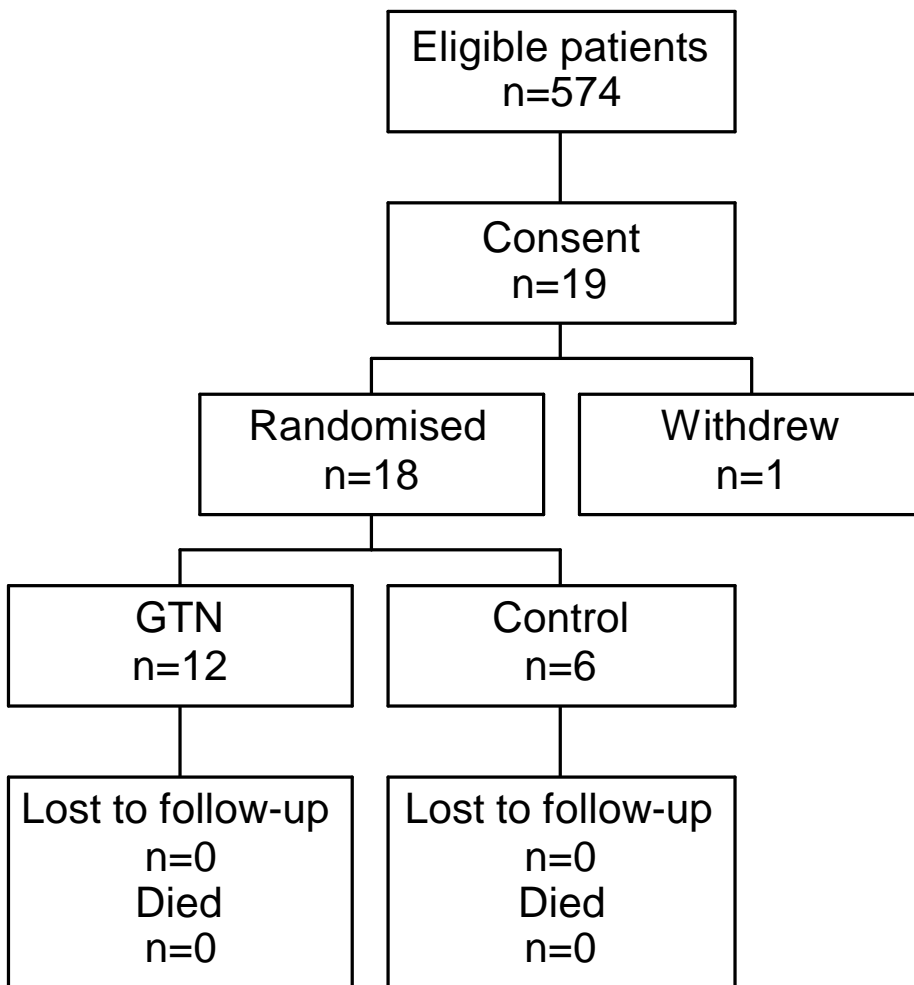 Eligible patients
n=574
Consent
n=19
Randomised
n=18
Withdrew
n=1
GTN
n=12
Control
n=6
Lost to follow-up
n=0
Died
n=0
Lost to follow-up
n=0
Died
n=0